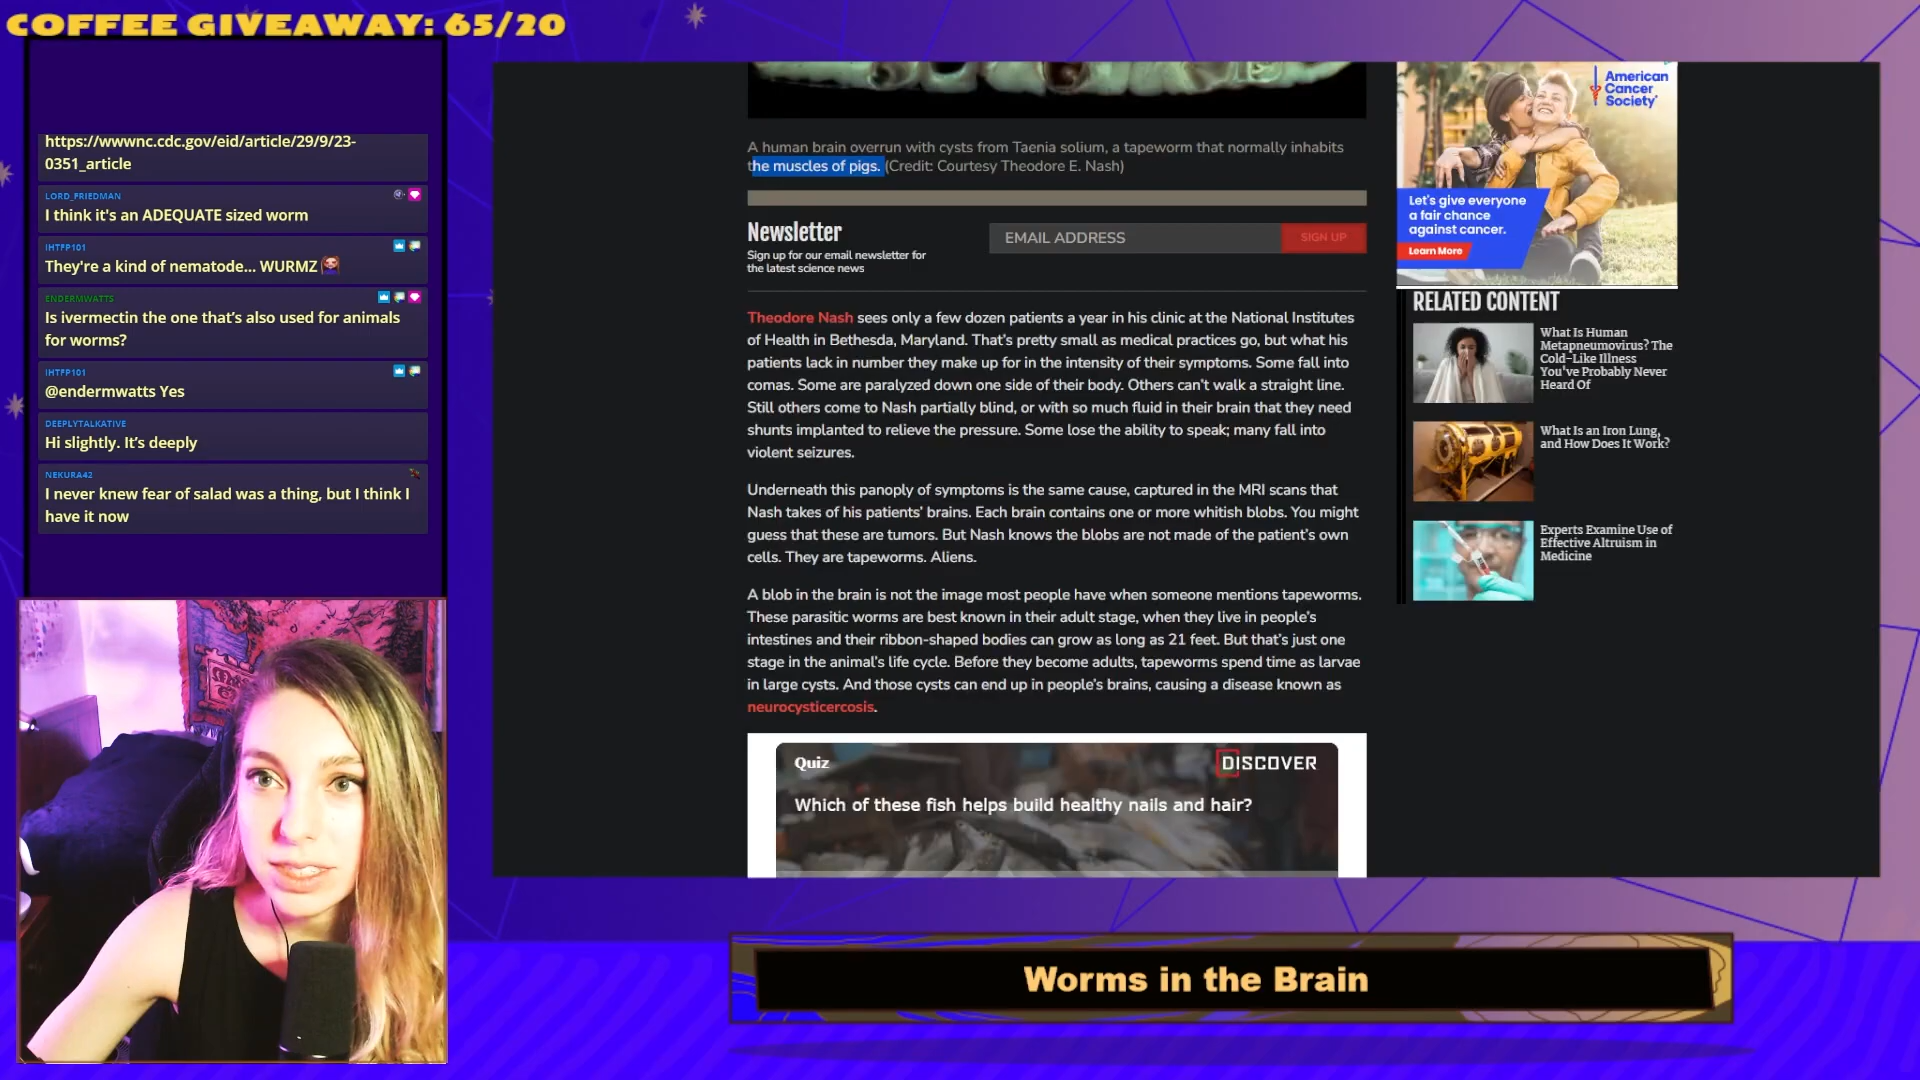 COFFEE GIVEAWAY: 65/20
https://wwwnc.cdc.gov/eid/article/29/9/23-
0351_article
LORD_FRIEDMAN
I think it's an ADEQUATE sized worm
IHTFP101
They're a kind of nematode... WURMZ
ENDERMWATTS
Is ivermectin the one that's also used for animals
for worms?
IHTFP101
@endermwatts Yes
DEEPLYTALKATIVE
Hi slightly. It's deeply
NEKURA42
I never knew fear of salad was a thing, but I think I
have it now
A human brain overrun with cysts from Taenia solium, a tapeworm that normally inhabits
the muscles of pigs. (Credit: Courtesy Theodore E. Nash)
Newsletter
Sign up for our email newsletter for
the latest science news
EMAIL ADDRESS
SIGN UP
Theodore Nash sees only a few dozen patients a year in his clinic at the National Institutes
of Health in Bethesda, Maryland. That's pretty small as medical practices go, but what his
patients lack in number they make up for in the intensity of their symptoms. Some fall into
comas. Some are paralyzed down one side of their body. Others can't walk a straight line.
Still others come to Nash partially blind, or with so much fluid in their brain that they need
shunts implanted to relieve the pressure. Some lose the ability to speak; many fall into
violent seizures.
Underneath this panoply of symptoms is the same cause, captured in the MRI scans that
Nash takes of his patients' brains. Each brain contains one or more whitish blobs. You might
guess that these are tumors. But Nash knows the blobs are not made of the patient's own
cells. They are tapeworms. Aliens.
A blob in the brain is not the image most people have when someone mentions tapeworms.
These parasitic worms are best known in their adult stage, when they live in people's
intestines and their ribbon-shaped bodies can grow as long as 21 feet. But that's just one
stage in the animal's life cycle. Before they become adults, tapeworms spend time as larvae
in large cysts. And those cysts can end up in people's brains, causing a disease known as
neurocysticercosis.
Quiz
DISCOVER
Which of these fish helps build healthy nails and hair?
American
Cancer
Society
Let's give everyone
a fair chance
against cancer.
Learn More
RELATED CONTENT
What Is Human
Metapneumovirus? The
Cold-Like Illness
You've Probably Never
Heard Of
What Is an Iron Lung,
and How Does It Work?
Experts Examine Use of
Effective Altruism in
Medicine
Worms in the Brain